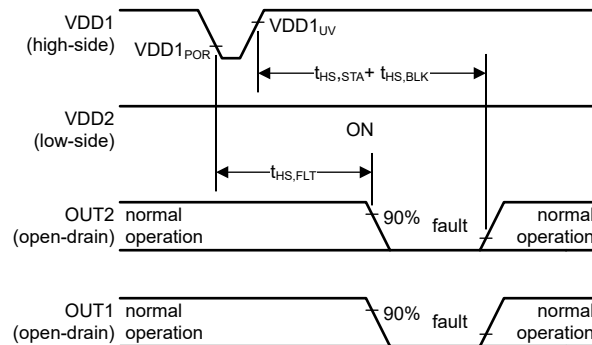 VDD1
(high-side)
VDD1POR
VDD1UV
tHS,STA+ tHS,BLK
VDD2
(low-side)
ON
tHS,FLT
OUT2
(open-drain)
normal
operation
90%
fault
normal
operation
OUT1
(open-drain)
normal
operation
90%
fault
normal
operation